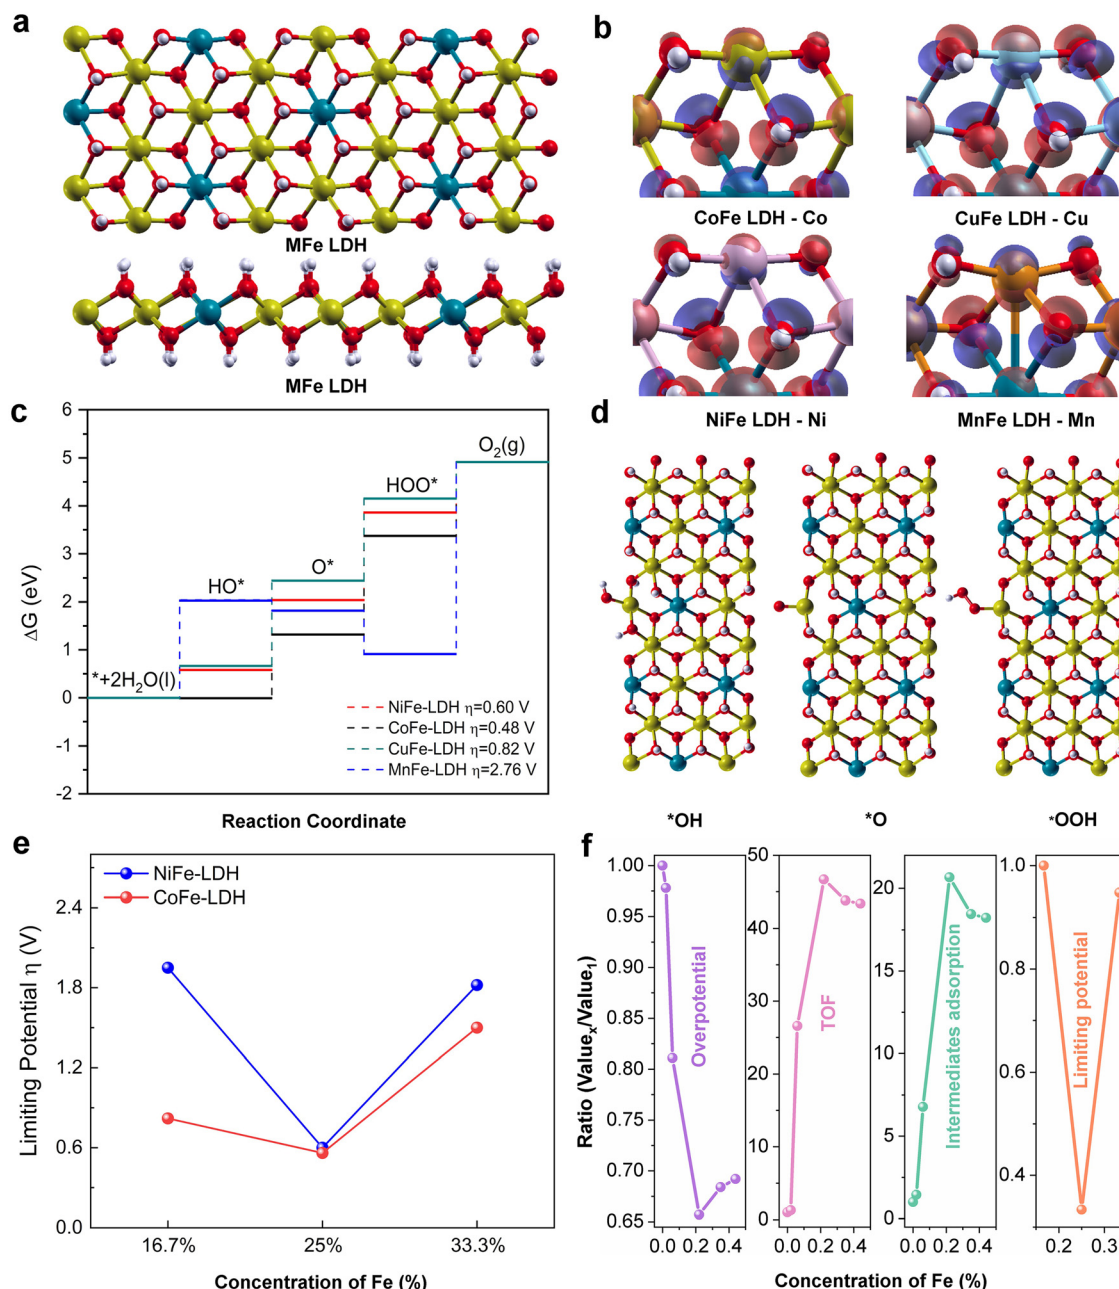 a
MFe LDH
MFe LDH
b
CoFe LDH - Co
CuFe LDH - Cu
NiFe LDH - Ni
MnFe LDH - Mn
c
6
5
4
3
2
1
0
-1
-2
ΔG (eV)
*+2H₂O(l)
HO*
O*
HOO*
O₂(g)
NiFe-LDH η=0.60 V
CoFe-LDH η=0.48 V
CuFe-LDH η=0.82 V
MnFe-LDH η=2.76 V
Reaction Coordinate
d
*OH
*O
*OOH
e
NiFe-LDH
CoFe-LDH
2.4
1.8
1.2
0.6
0.0
Limiting Potential η (V)
16.7%
25%
33.3%
Concentration of Fe (%)
f
Ratio (Valueₓ/Value₁)
1.00
0.95
0.90
0.85
0.80
0.75
0.70
0.65
Overpotential
0.0 0.2 0.4
50
40
30
20
10
0
TOF
0.0 0.2 0.4
20
15
10
5
0
Intermediates adsorption
0.0 0.2 0.4
1.0
0.8
0.6
0.4
Limiting potential
0.2 0.3
Concentration of Fe (%)